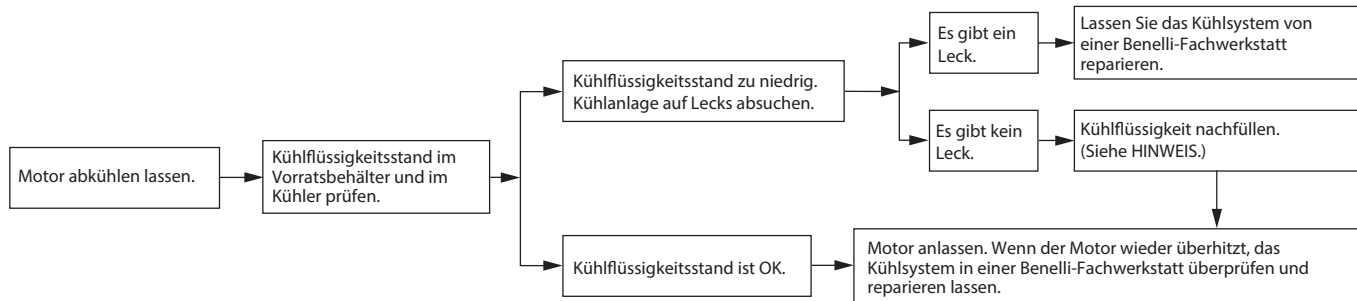 Motor abkühlen lassen.
Kühlflüssigkeitsstand im
Vorratsbehälter und im
Kühler prüfen.
Kühlflüssigkeitsstand zu niedrig.
Kühlanlage auf Lecks absuchen.
Es gibt ein
Leck.
Lassen Sie das Kühlsystem von
einer Benelli-Fachwerkstatt
reparieren.
Es gibt kein
Leck.
Kühlflüssigkeit nachfüllen.
(Siehe HINWEIS.)
Kühlflüssigkeitsstand ist OK.
Motor anlassen. Wenn der Motor wieder überhitzt, das
Kühlsystem in einer Benelli-Fachwerkstatt überprüfen und
reparieren lassen.